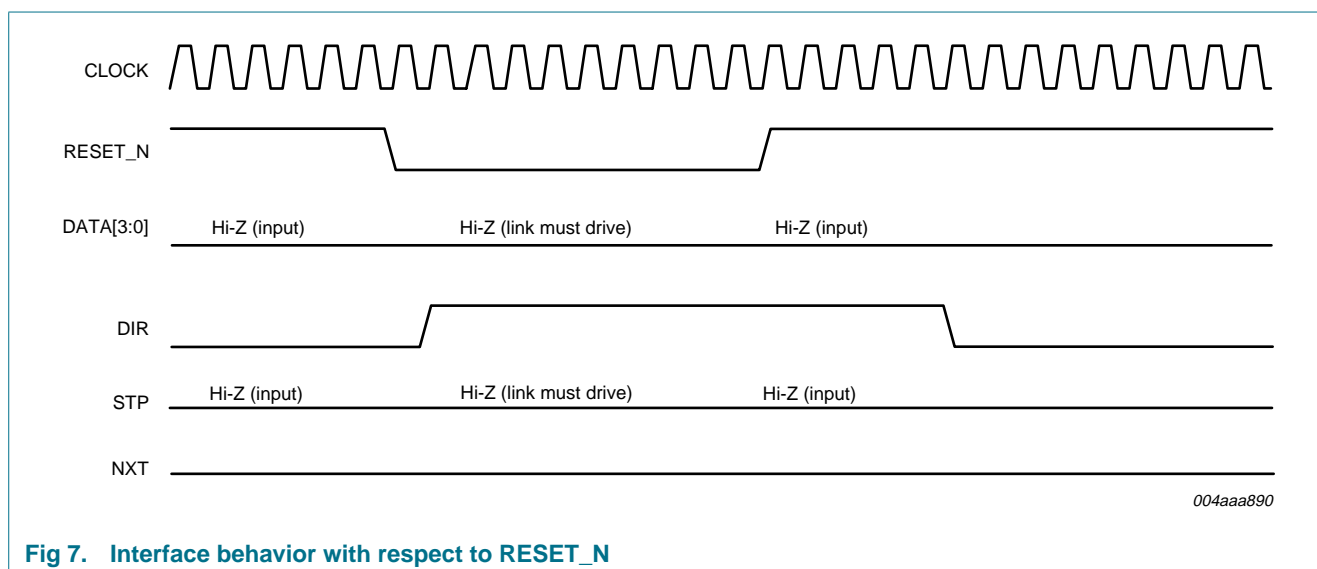 CLOCK
RESET_N
DATA[3:0] Hi-Z (input) Hi-Z (link must drive) Hi-Z (input)
DIR
STP Hi-Z (input) Hi-Z (link must drive) Hi-Z (input)
NXT
004aaa890
Fig 7. Interface behavior with respect to RESET_N